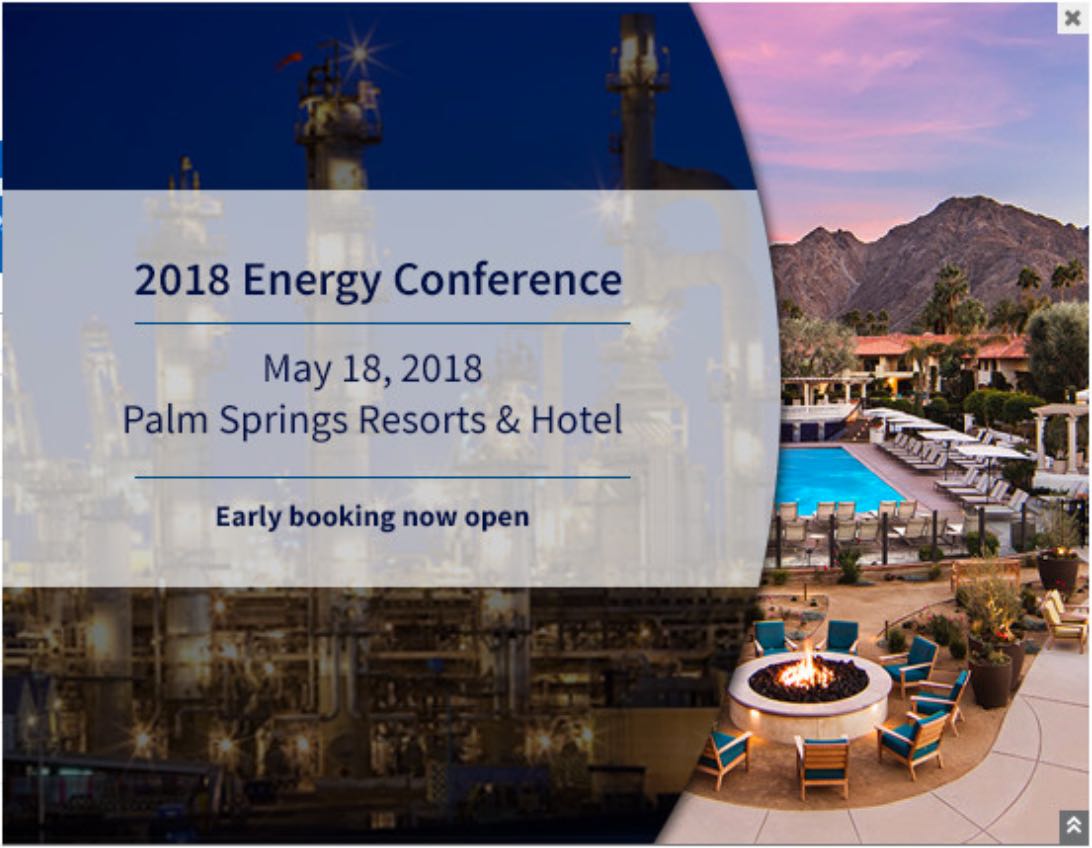 2018 Energy Conference
May 18, 2018
Palm Springs Resorts & Hotel
Early booking now open